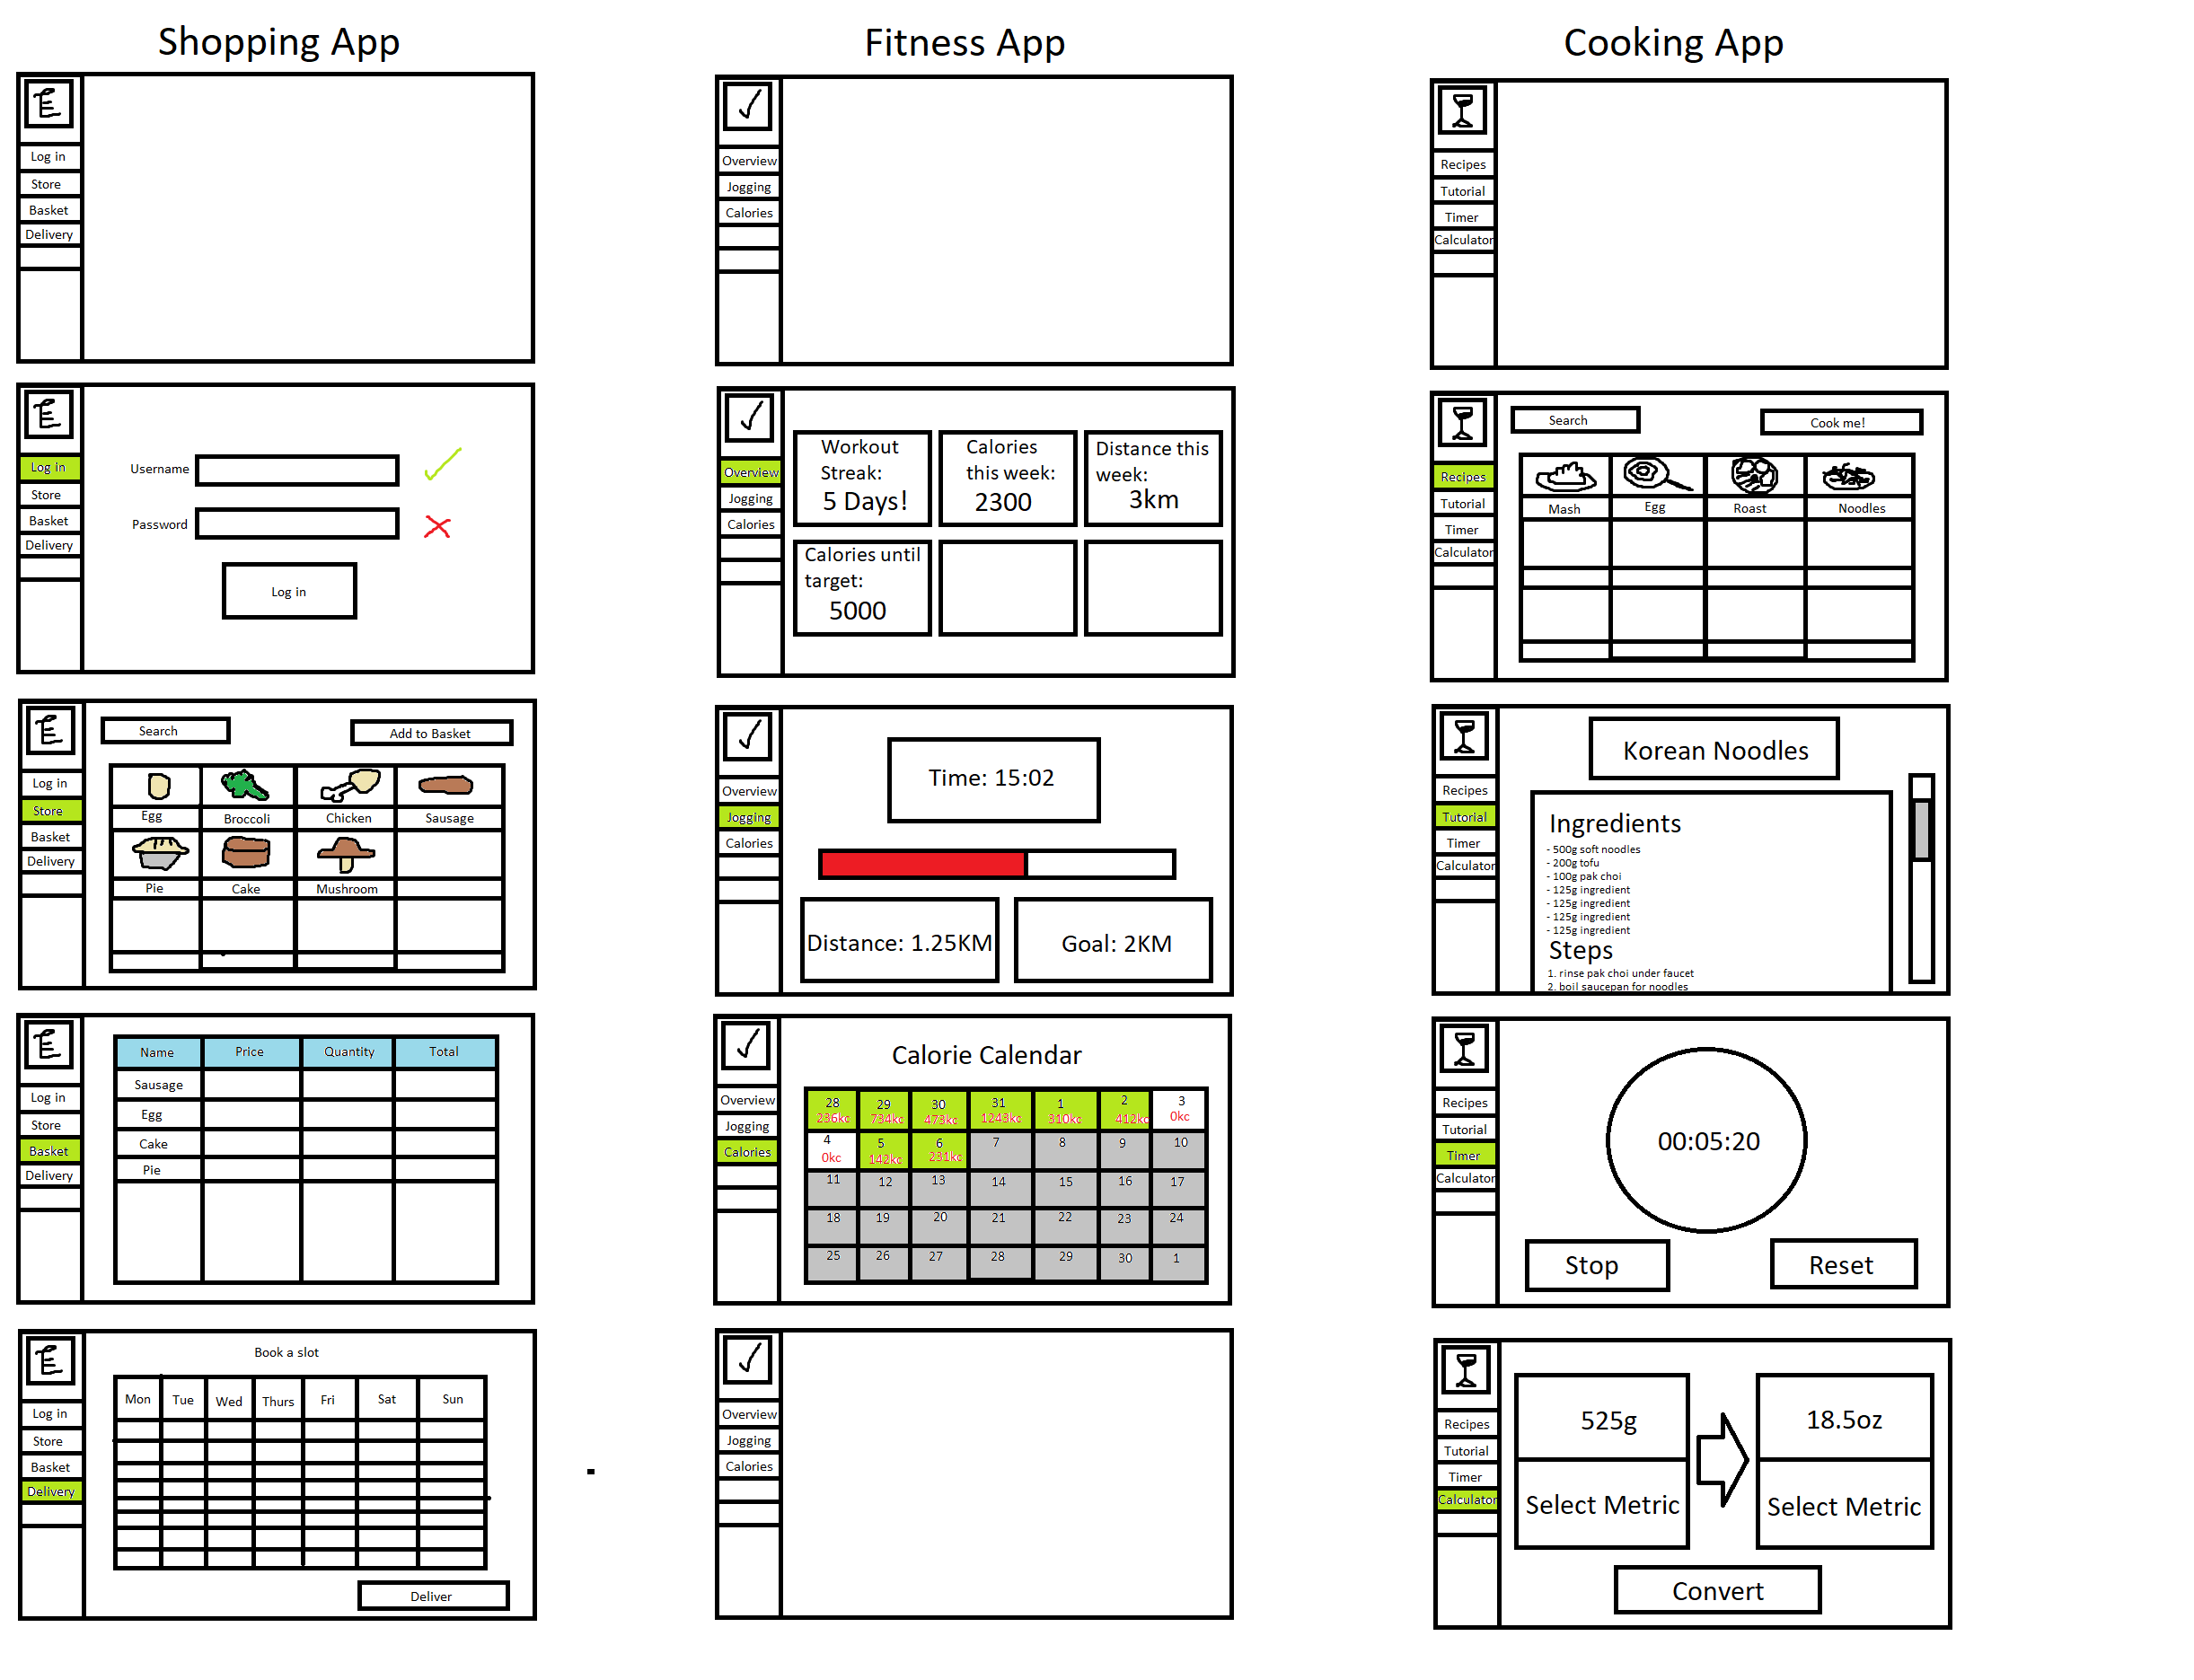 Shopping App
Log in
Store
Basket
Delivery
Log in
Store
Basket
Delivery
Username
Password
Log in
Log in
Store
Basket
Delivery
Search
Add to Basket
Egg Broccoli Chicken Sausage
Pie Cake Mushroom
Log in
Store
Basket
Delivery
Name Price Quantity Total
Sausage
Egg
Cake
Pie
Log in
Store
Basket
Delivery
Book a slot
Mon Tue Wed Thurs Fri Sat Sun
Deliver
Fitness App
Overview
Jogging
Calories
Overview
Jogging
Calories
Workout
Streak:
5 Days!
Calories
this week:
2300
Distance this
week:
3km
Calories until
target:
5000
Overview
Jogging
Calories
Time: 15:02
Distance: 1.25KM
Goal: 2KM
Overview
Jogging
Calories
Calorie Calendar
28 29 30 31 1 2 3
236kc 734kc 473kc 1243kc 310kc 412kc 0kc
4 5 6 7 8 9 10
0kc 142kc 231kc
11 12 13 14 15 16 17
18 19 20 21 22 23 24
25 26 27 28 29 30 1
Overview
Jogging
Calories
Cooking App
Recipes
Tutorial
Timer
Calculator
Recipes
Tutorial
Timer
Calculator
Search
Cook me!
Mash Egg Roast Noodles
Recipes
Tutorial
Timer
Calculator
Korean Noodles
Ingredients
- 500g soft noodles
- 200g tofu
- 100g pak choi
- 125g ingredient
- 125g ingredient
- 125g ingredient
- 125g ingredient
Steps
1. rinse pak choi under faucet
2. boil saucepan for noodles
Recipes
Tutorial
Timer
Calculator
00:05:20
Stop
Reset
Recipes
Tutorial
Timer
Calculator
525g
Select Metric
18.5oz
Select Metric
Convert